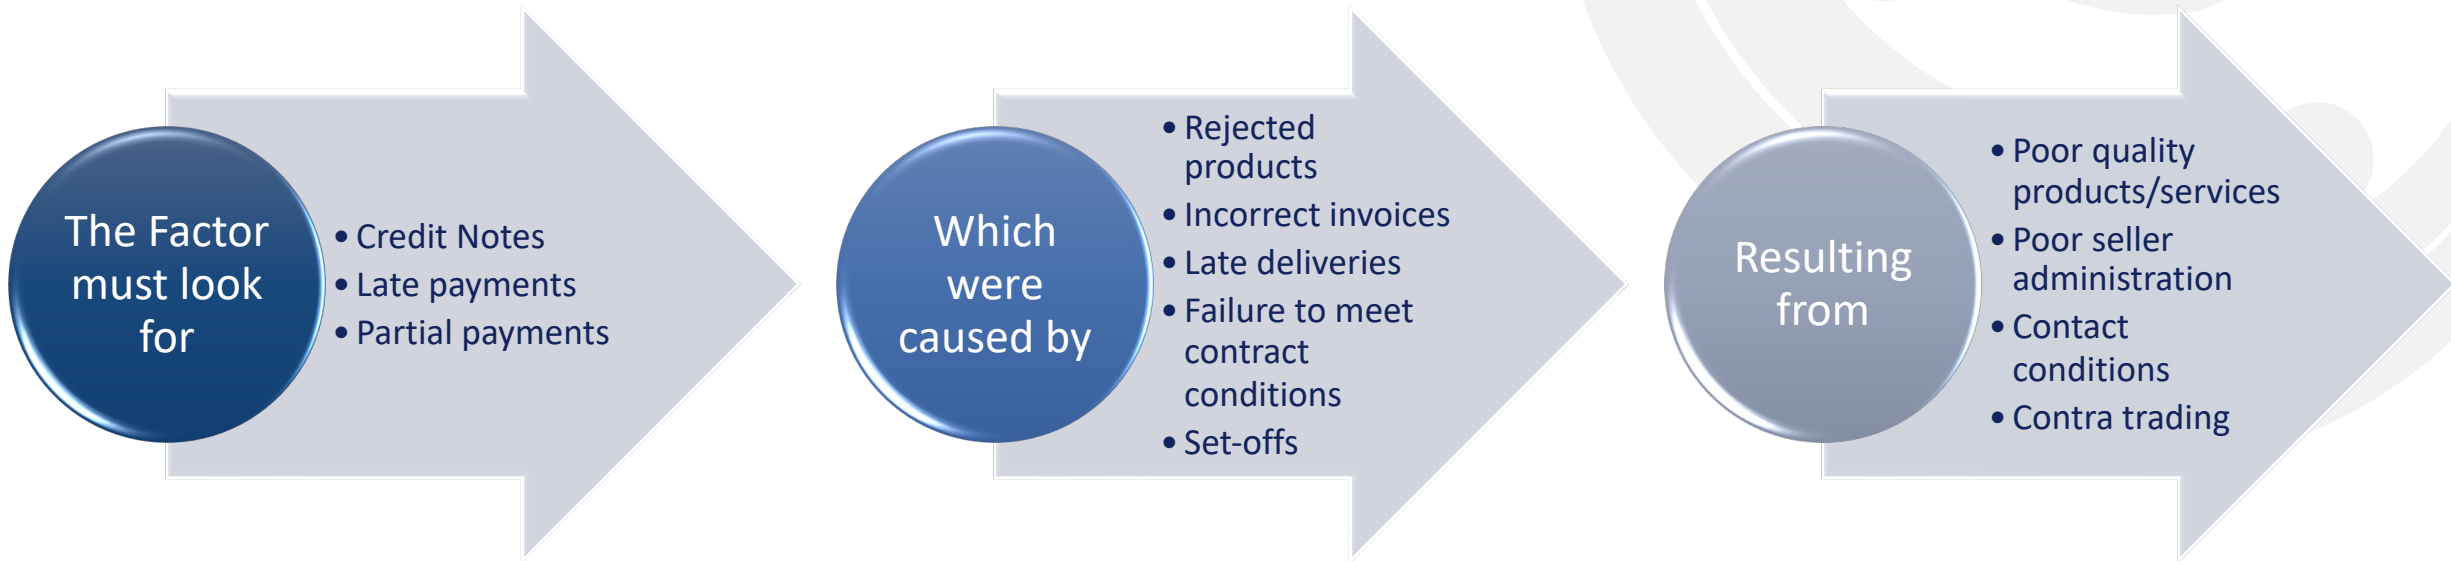 The Factor
must look
for
• Credit Notes
• Late payments
• Partial payments
Which
were
caused by
• Rejected
products
• Incorrect invoices
• Late deliveries
• Failure to meet
contract
conditions
• Set-offs
Resulting
from
• Poor quality
products/services
• Poor seller
administration
• Contact
conditions
• Contra trading